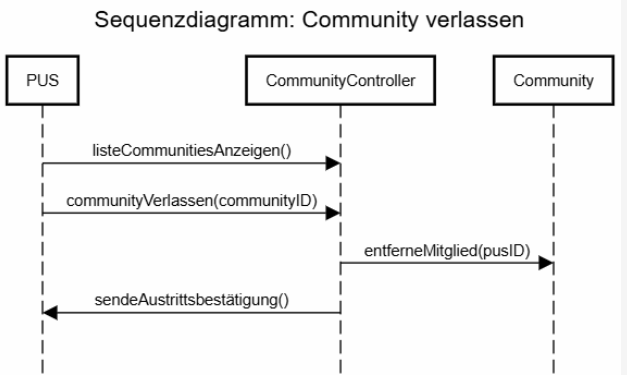 Sequenzdiagramm: Community verlassen
PUS
CommunityController
Community
listeCommunitiesAnzeigen()
communityVerlassen(communityID)
entferneMitglied(pusID)
sendeAustrittsbestätigung()